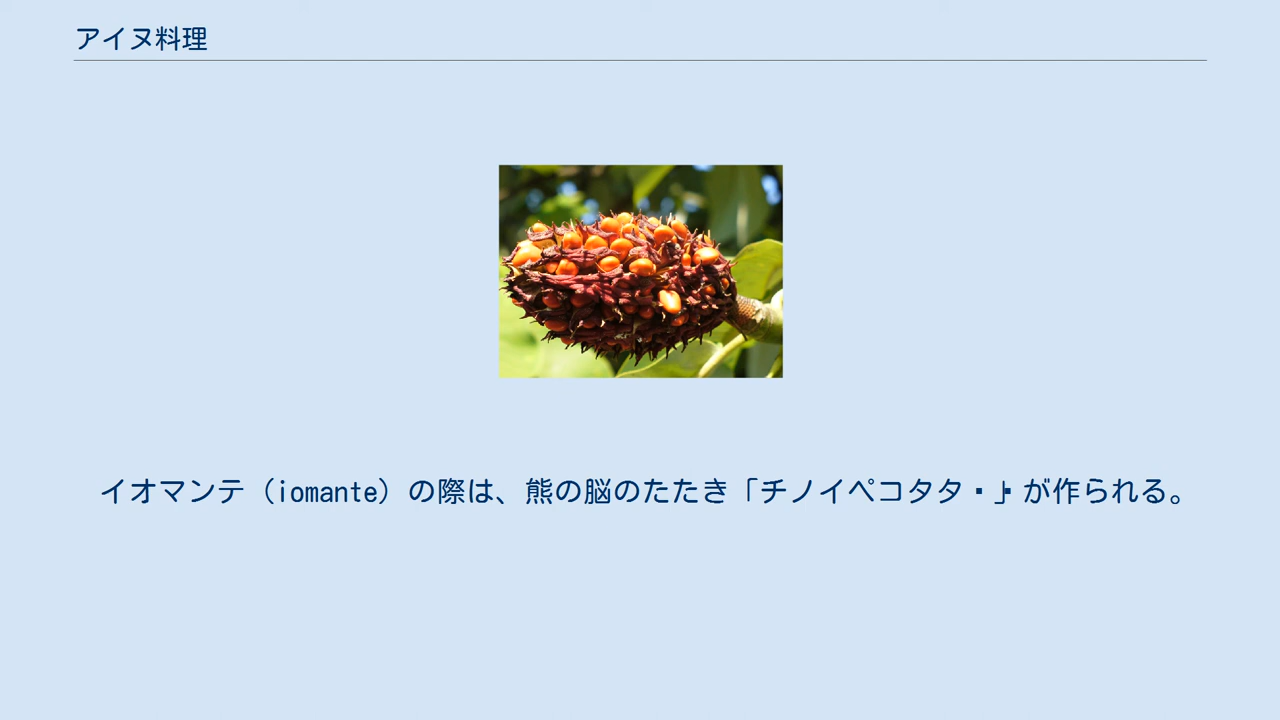 アイヌ料理
イオマンテ（iomante）の際は、熊の脳のたたき「チノイペコタタ・」が作られる。